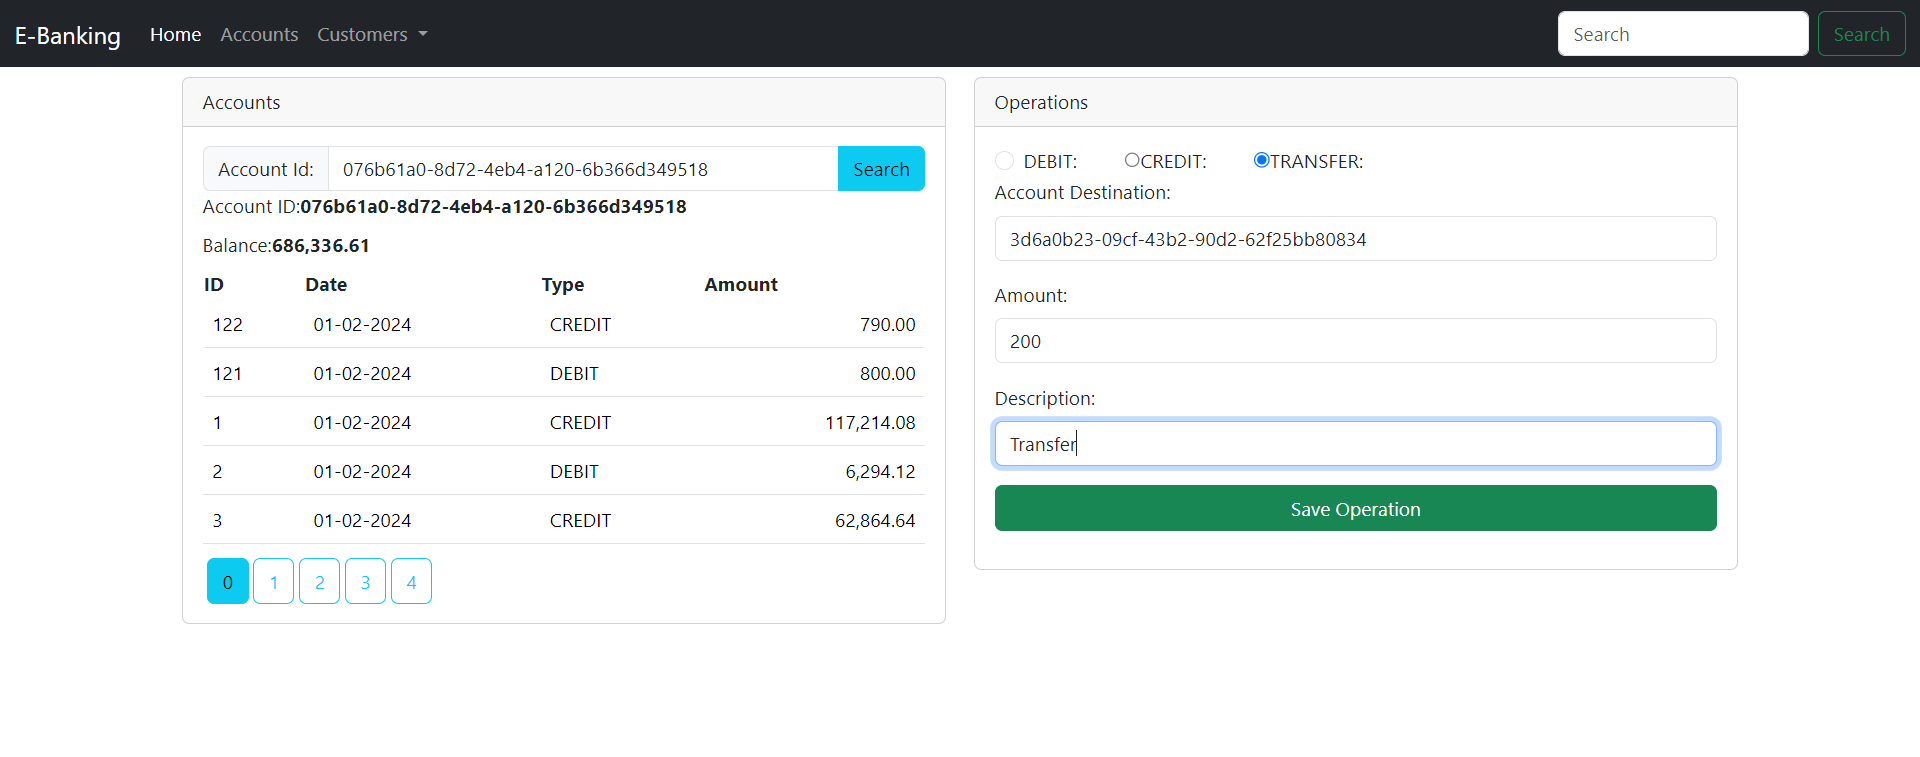 E-Banking Home Accounts Customers Search Search
Accounts
Account Id: 076b61a0-8d72-4eb4-a120-6b366d349518 Search
Account ID:076b61a0-8d72-4eb4-a120-6b366d349518
Balance:686,336.61
ID Date Type Amount
122 01-02-2024 CREDIT 790.00
121 01-02-2024 DEBIT 800.00
1 01-02-2024 CREDIT 117,214.08
2 01-02-2024 DEBIT 6,294.12
3 01-02-2024 CREDIT 62,864.64
0 1 2 3 4
Operations
DEBIT: CREDIT: TRANSFER:
Account Destination:
3d6a0b23-09cf-43b2-90d2-62f25bb80834
Amount:
200
Description:
Transfer
Save Operation